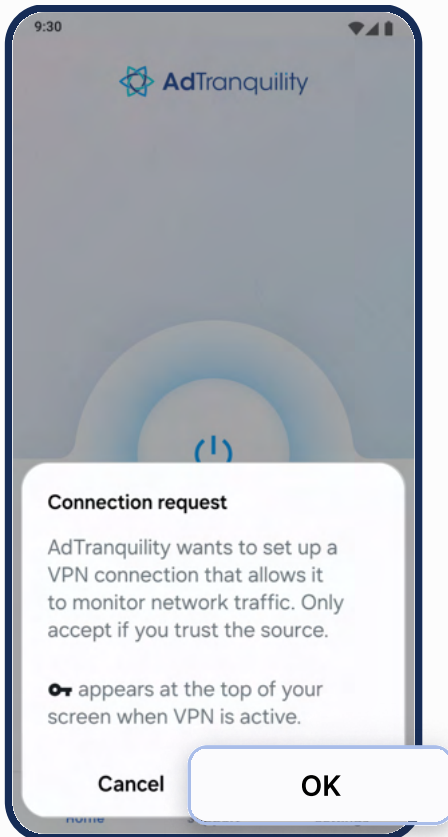 9:30
AdTranquility
Connection request
AdTranquility wants to set up a
VPN connection that allows it
to monitor network traffic. Only
accept if you trust the source.
appears at the top of your
screen when VPN is active.
Cancel
OK
Home